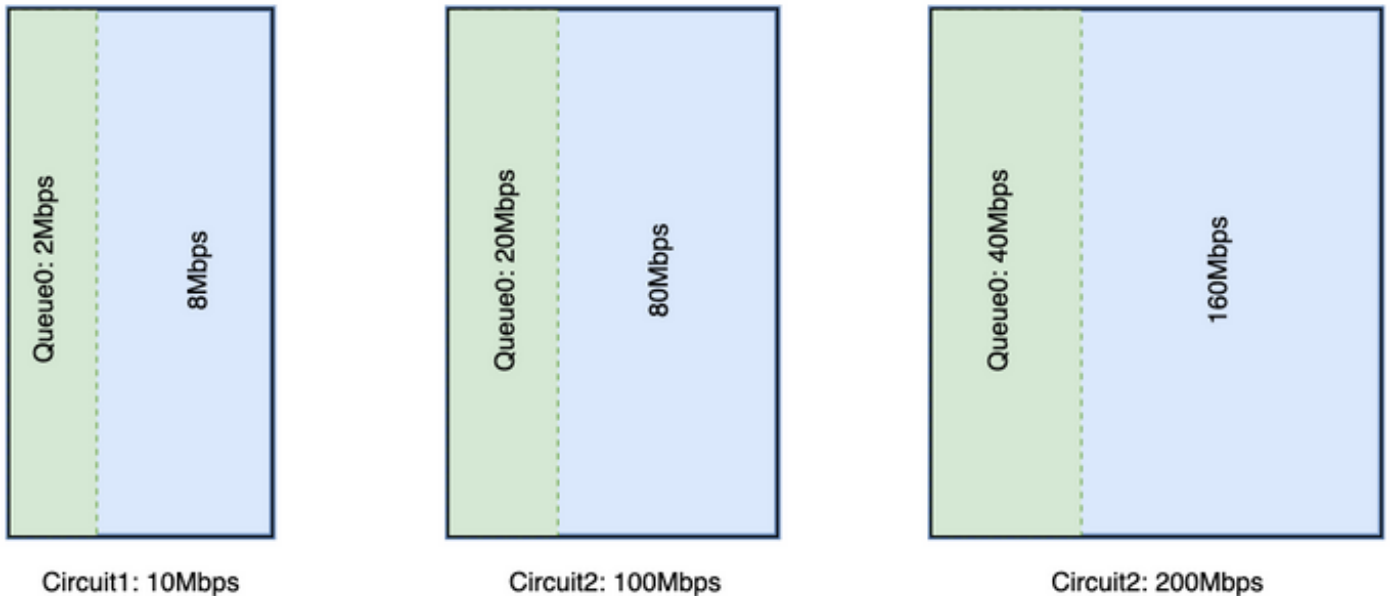 Queue0: 2Mbps
8Mbps
Circuit1: 10Mbps
Queue0: 20Mbps
80Mbps
Circuit2: 100Mbps
Queue0: 40Mbps
160Mbps
Circuit2: 200Mbps